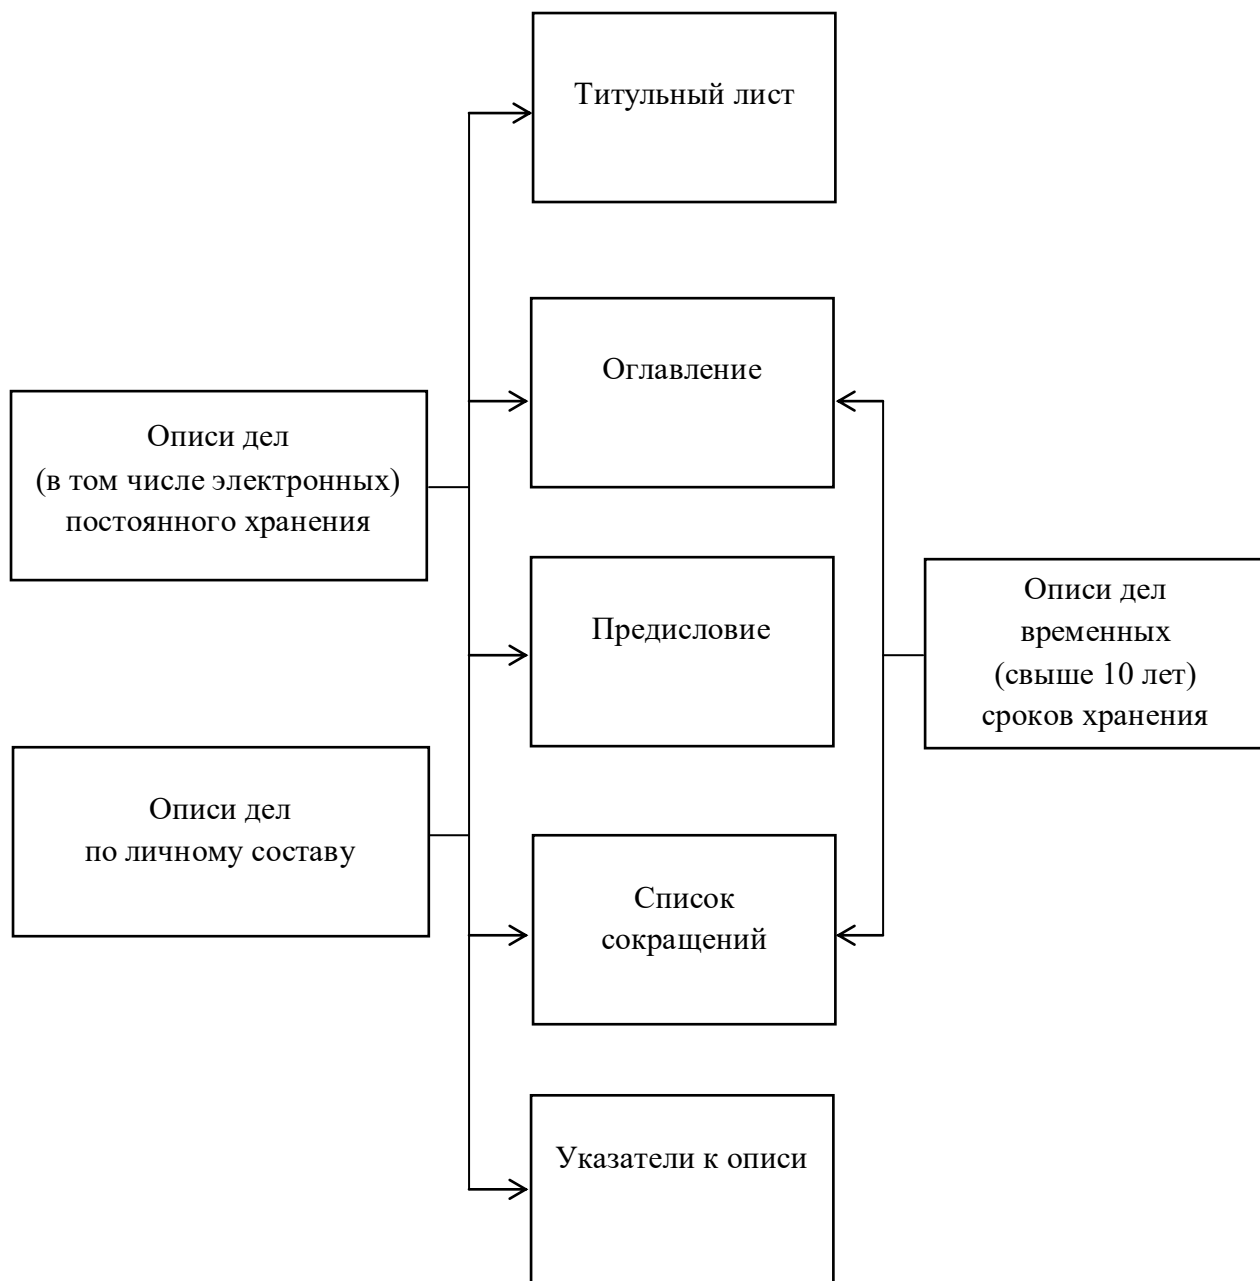 Титульный лист
Оглавление
Описи дел
(в том числе электронных)
постоянного хранения
Предисловие
Описи дел
временных
(свыше 10 лет)
сроков хранения
Описи дел
по личному составу
Список
сокращений
Указатели к описи